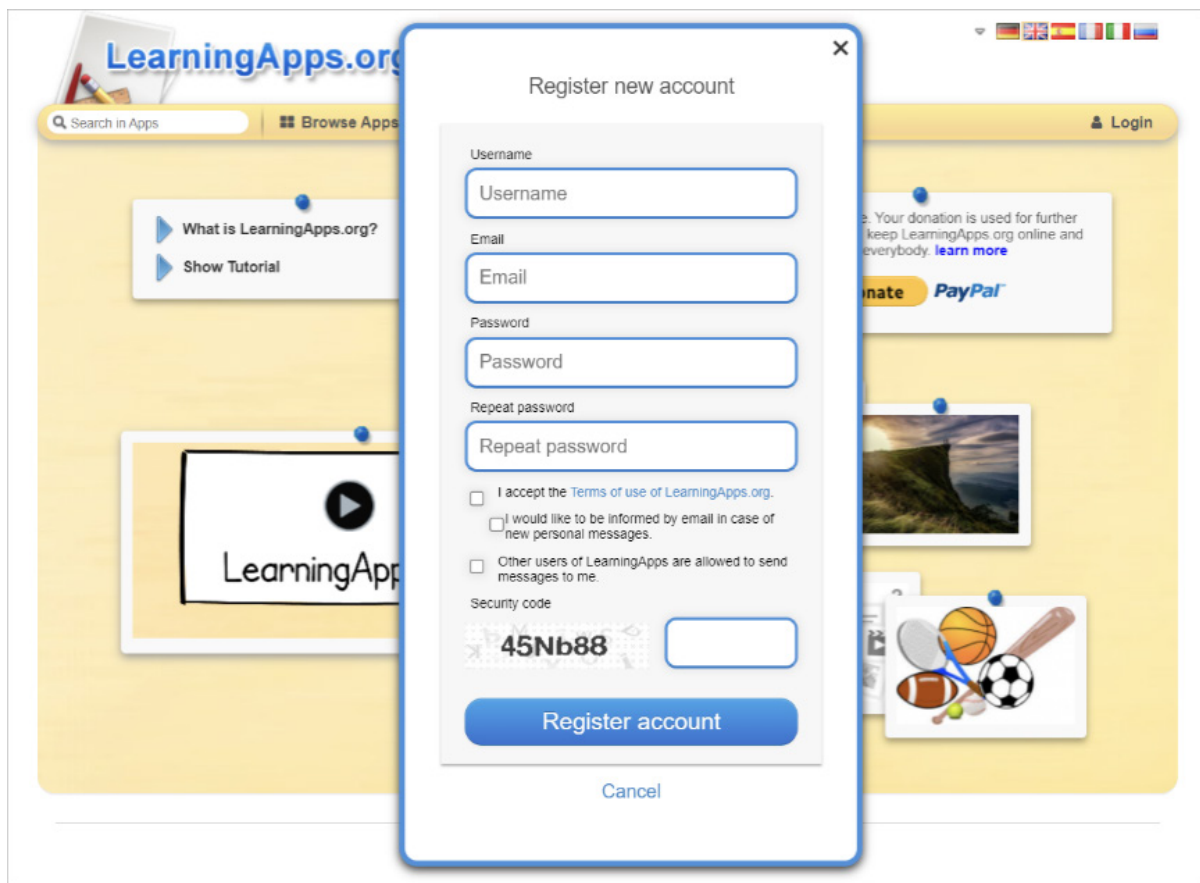 LearningApps.org
Search in Apps
Browse Apps
Login
What is LearningApps.org?
Show Tutorial
LearningApp
Register new account
Username
Username
Email
Email
Password
Password
Repeat password
Repeat password
I accept the Terms of use of LearningApps.org.
I would like to be informed by email in case of
new personal messages.
Other users of LearningApps are allowed to send
messages to me.
Security code
45Nb88
Register account
Cancel
Your donation is used for further
keep LearningApps.org online and
everybody. learn more
nate PayPal
?